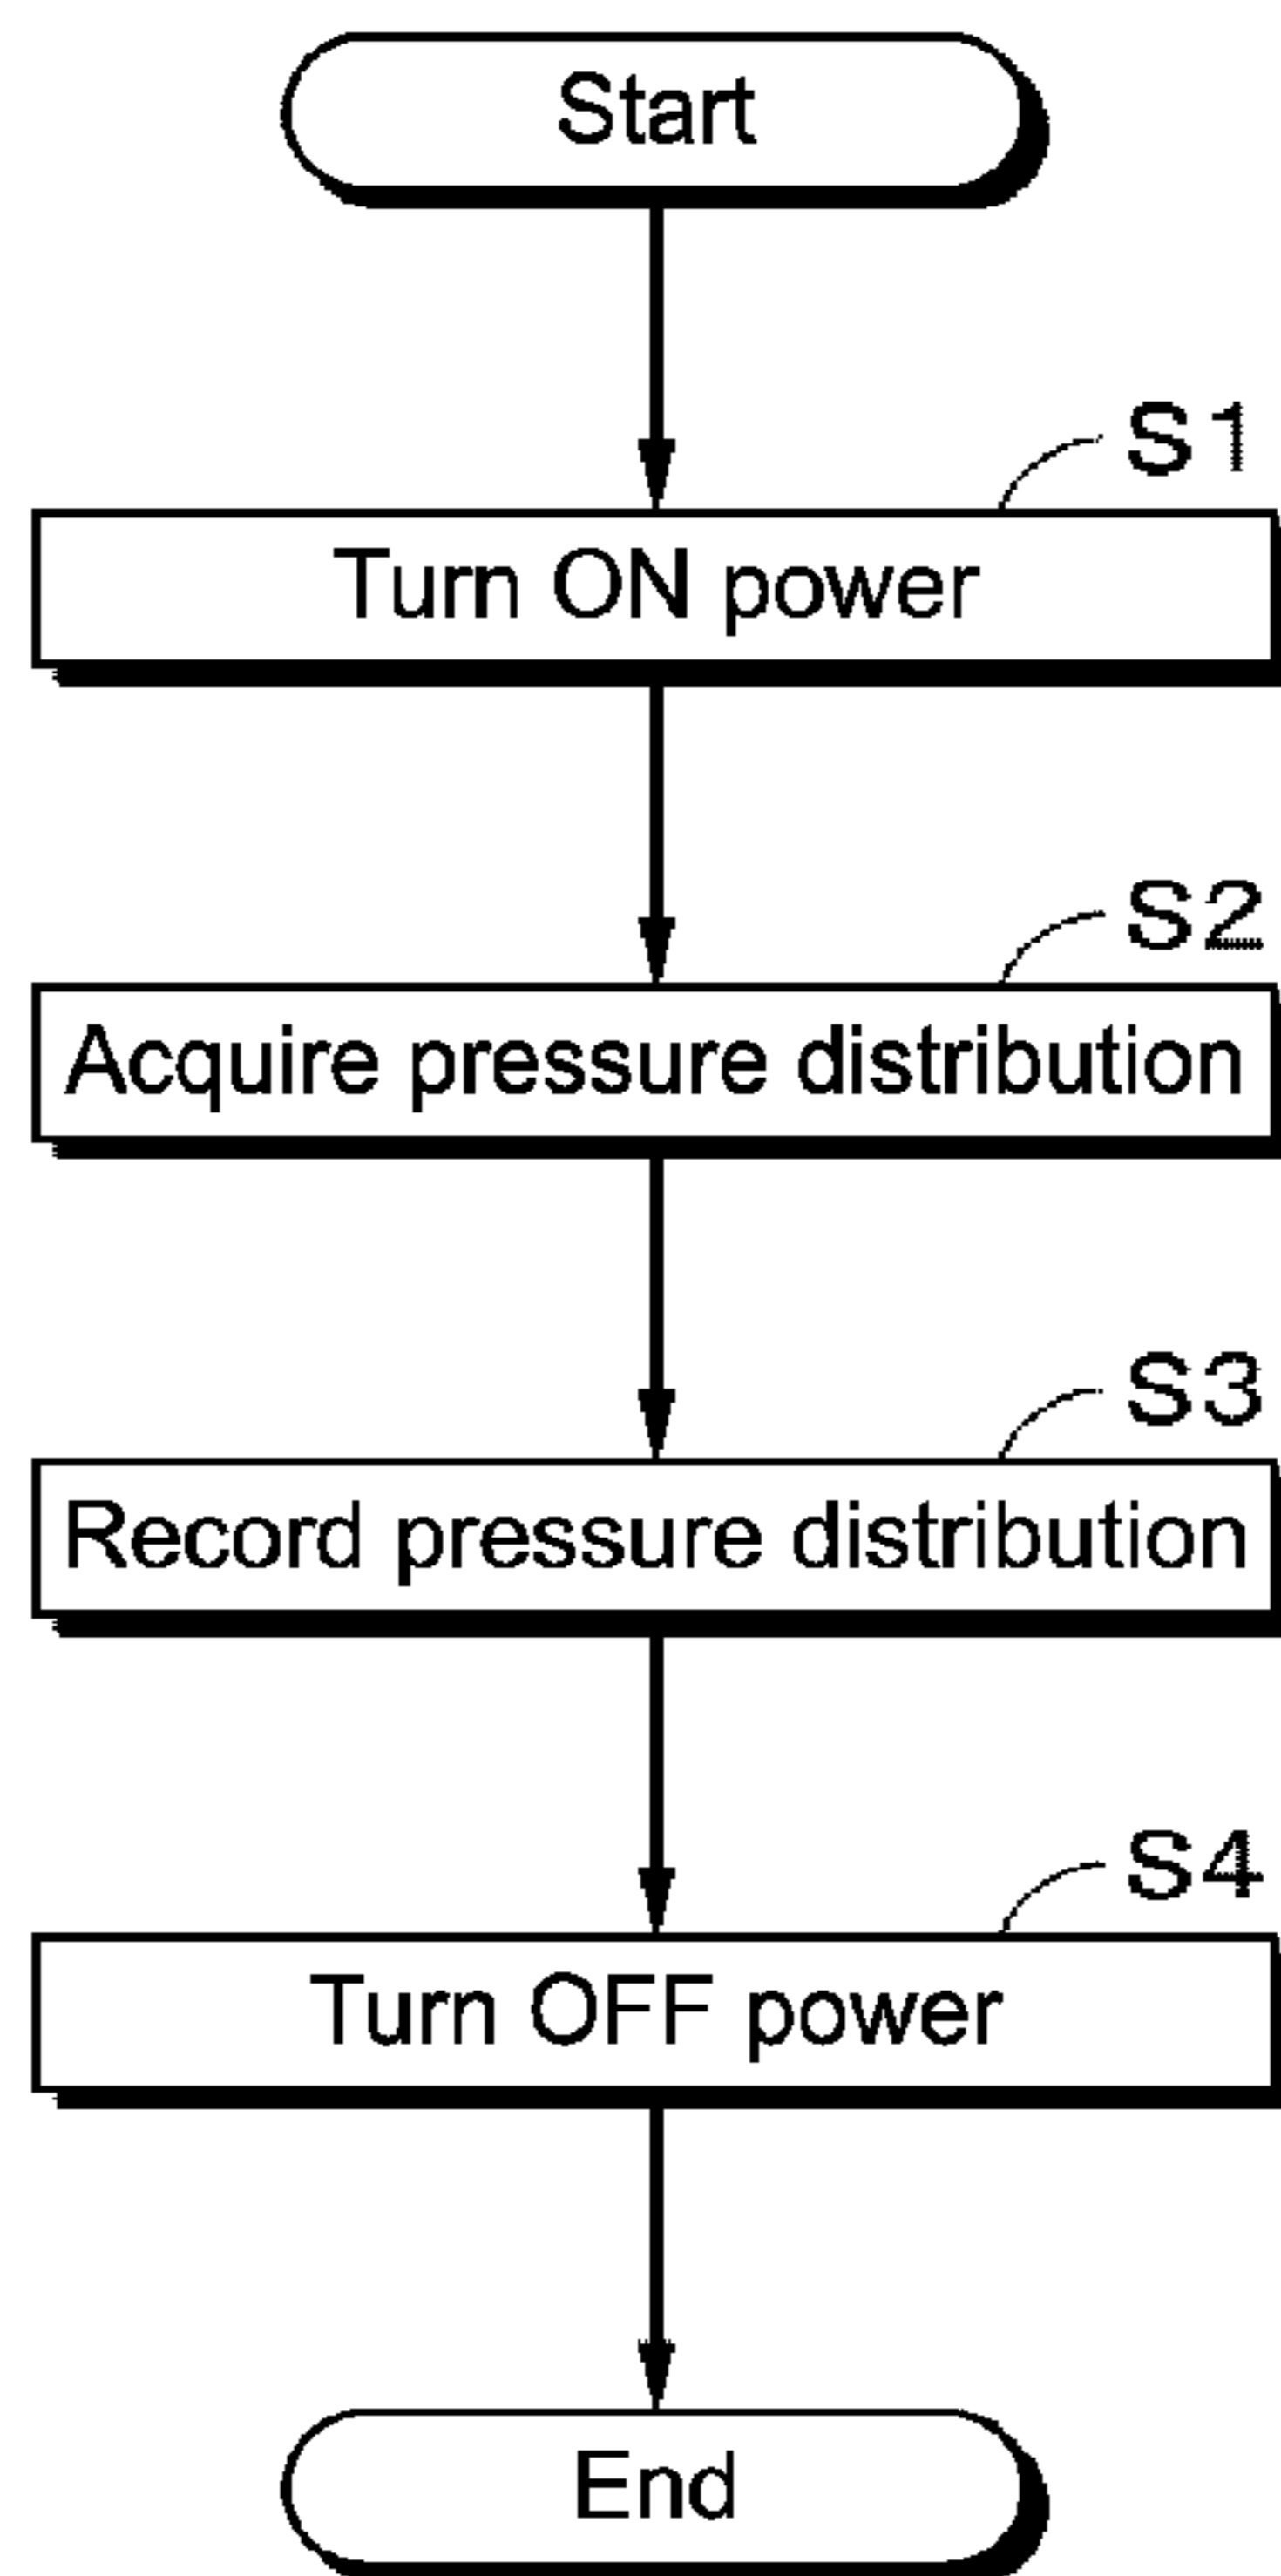 Start
S1
Turn ON power
S2
Acquire pressure distribution
S3
Record pressure distribution
S4
Turn OFF power
End